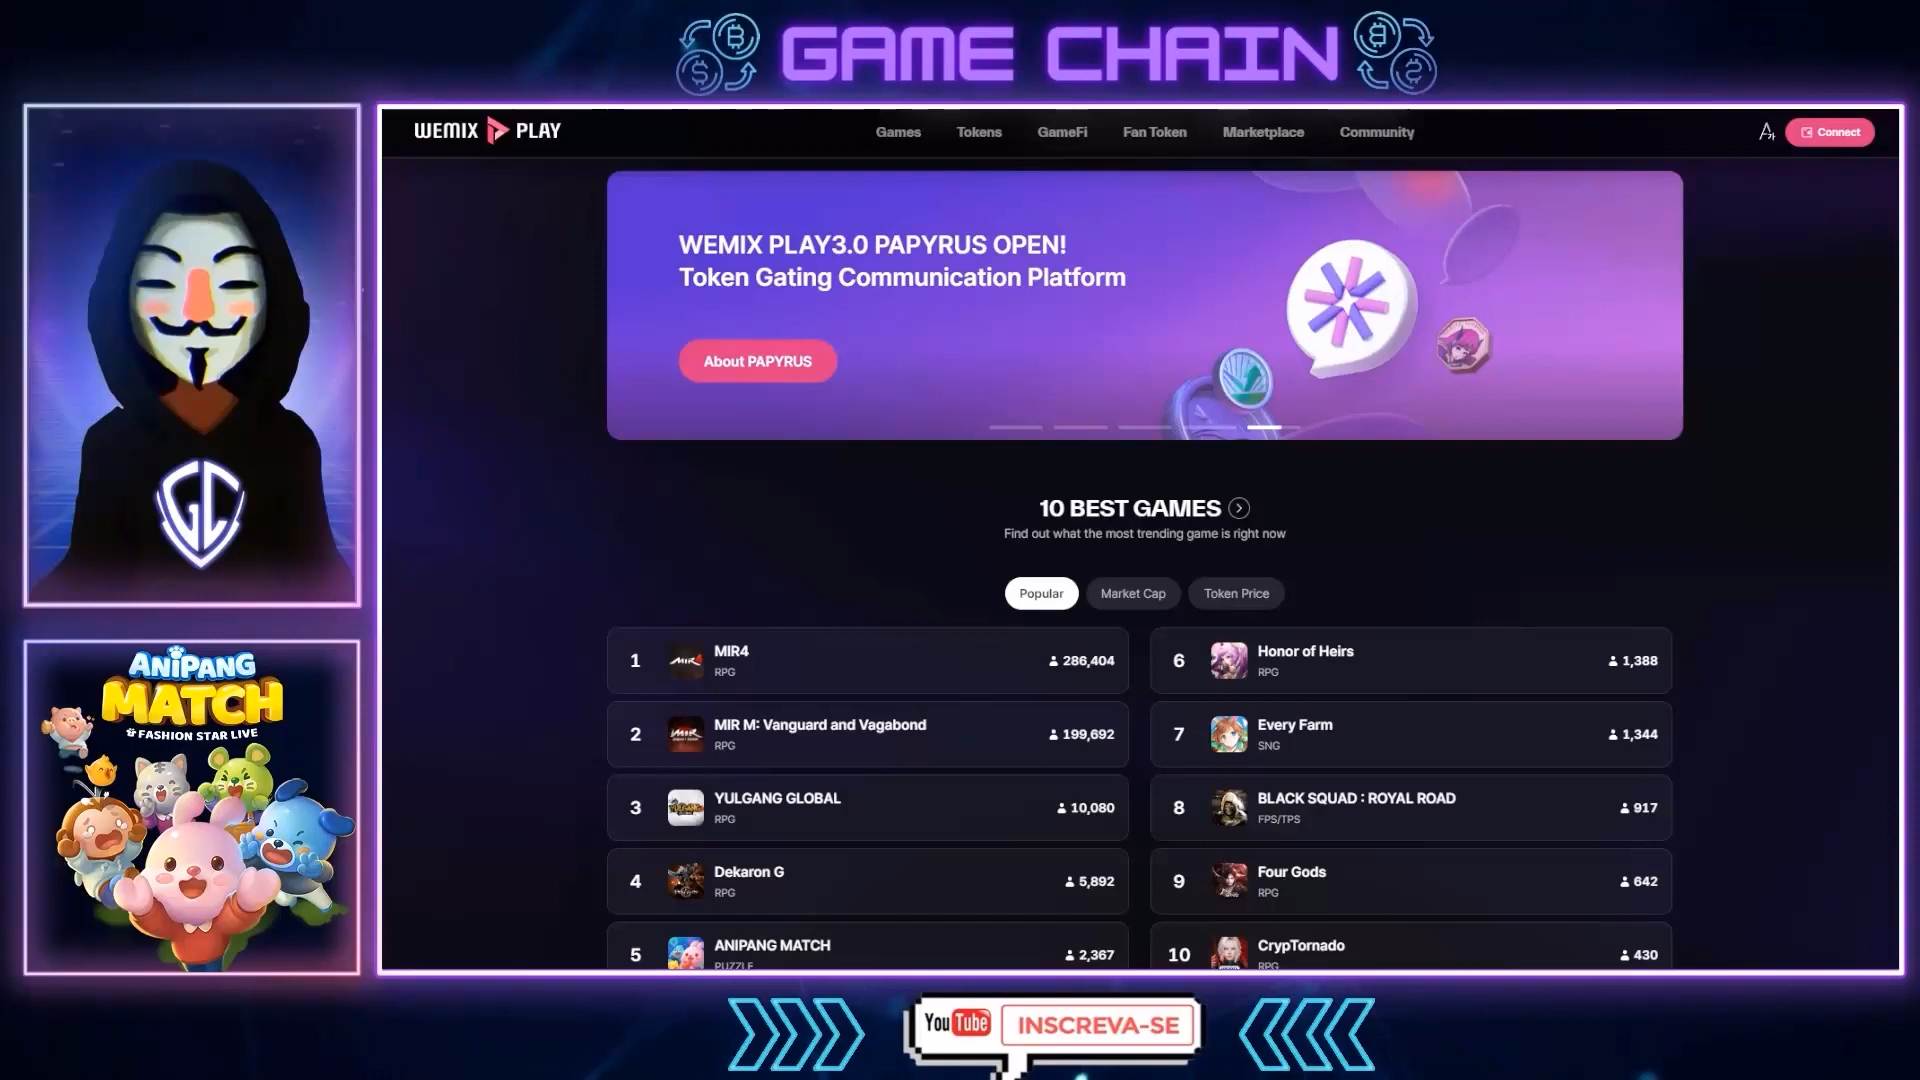 GAME CHAIN
WEMIX PLAY
Games
Tokens
GameFi
Fan Token
Marketplace
Community
Connect
WEMIX PLAY3.0 PAPYRUS OPEN!
Token Gating Communication Platform
About PAPYRUS
10 BEST GAMES
Find out what the most trending game is right now
Popular
Market Cap
Token Price
1
MIR4
RPG
286,404
2
MIR M: Vanguard and Vagabond
RPG
199,692
3
YULGANG GLOBAL
RPG
10,080
4
Dekaron G
RPG
5,892
5
ANIPANG MATCH
PUZZLE
2,367
6
Honor of Heirs
RPG
1,388
7
Every Farm
SNG
1,344
8
BLACK SQUAD : ROYAL ROAD
FPS/TPS
917
9
Four Gods
RPG
642
10
CrypTornado
RPG
430
GC
ANIPANG
MATCH
& FASHION STAR LIVE
YouTube
INSCREVA-SE